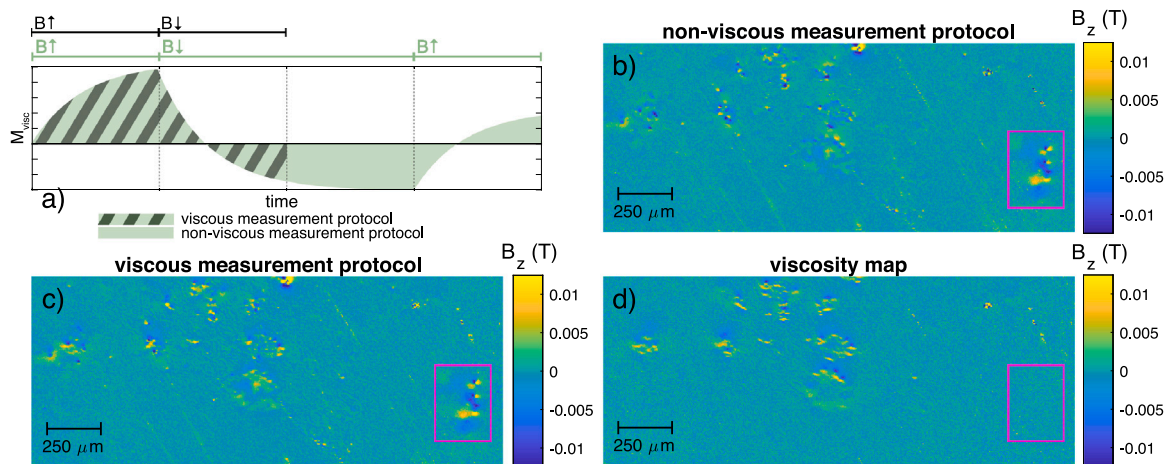 B↑ B↓
B↑ B↓ B↑
M_visc
time
a)
viscous measurement protocol
non-viscous measurement protocol
non-viscous measurement protocol
B_z (T)
b)
0.01
0.005
0
-0.005
-0.01
250 μm
viscous measurement protocol
B_z (T)
c)
0.01
0.005
0
-0.005
-0.01
250 μm
viscosity map
B_z (T)
d)
0.01
0.005
0
-0.005
-0.01
250 μm